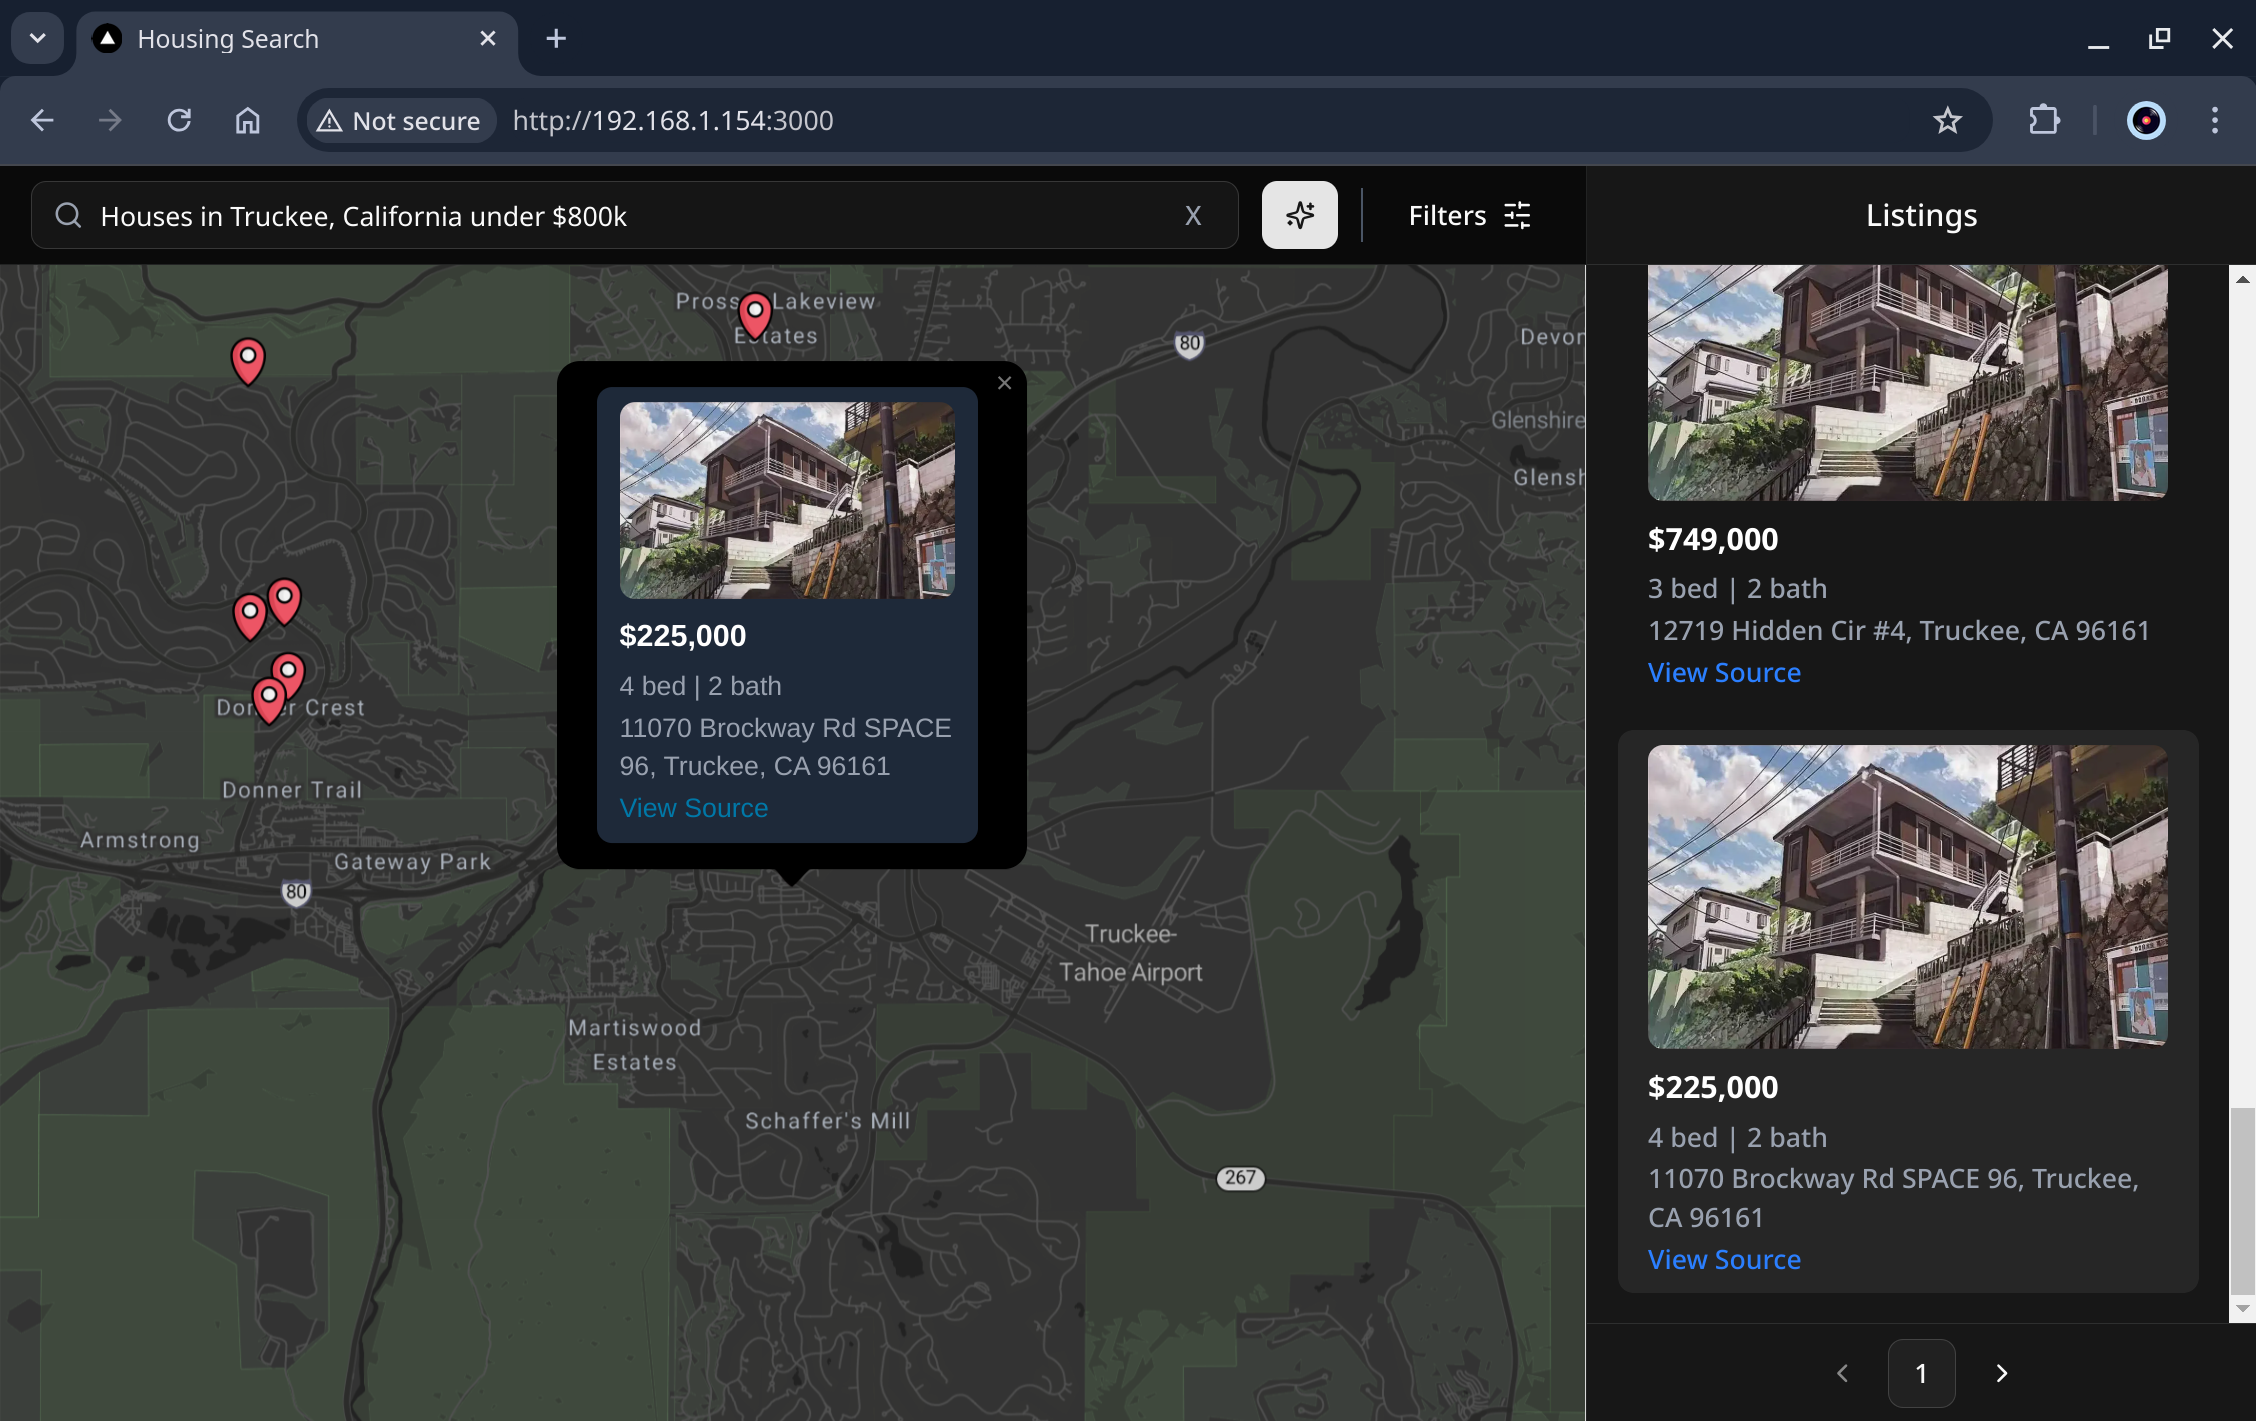 Housing Search
Not secure
http://192.168.1.154:3000
Houses in Truckee, California under $800k
X
Filters
Listings
Lakeview
Estates
80
Devon
Glenshire
Donner Trail
Armstrong
Gateway Park
80
Crest
Truckee-
Tahoe Airport
Martiswood
Estates
Schaffer's Mill
267
$225,000
4 bed | 2 bath
11070 Brockway Rd SPACE
96, Truckee, CA 96161
View Source
$749,000
3 bed | 2 bath
12719 Hidden Cir #4, Truckee, CA 96161
View Source
$225,000
4 bed | 2 bath
11070 Brockway Rd SPACE 96, Truckee,
CA 96161
View Source
1